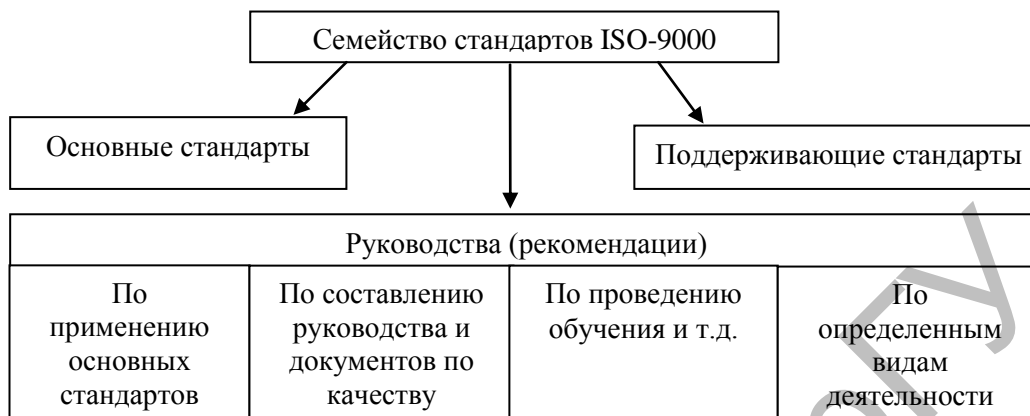 Семейство стандартов ISO-9000
Основные стандарты
Поддерживающие стандарты
Руководства (рекомендации)
По
применению
основных
стандартов
По составлению
руководства и
документов по
качеству
По проведению
обучения и т.д.
По
определенным
видам
деятельности